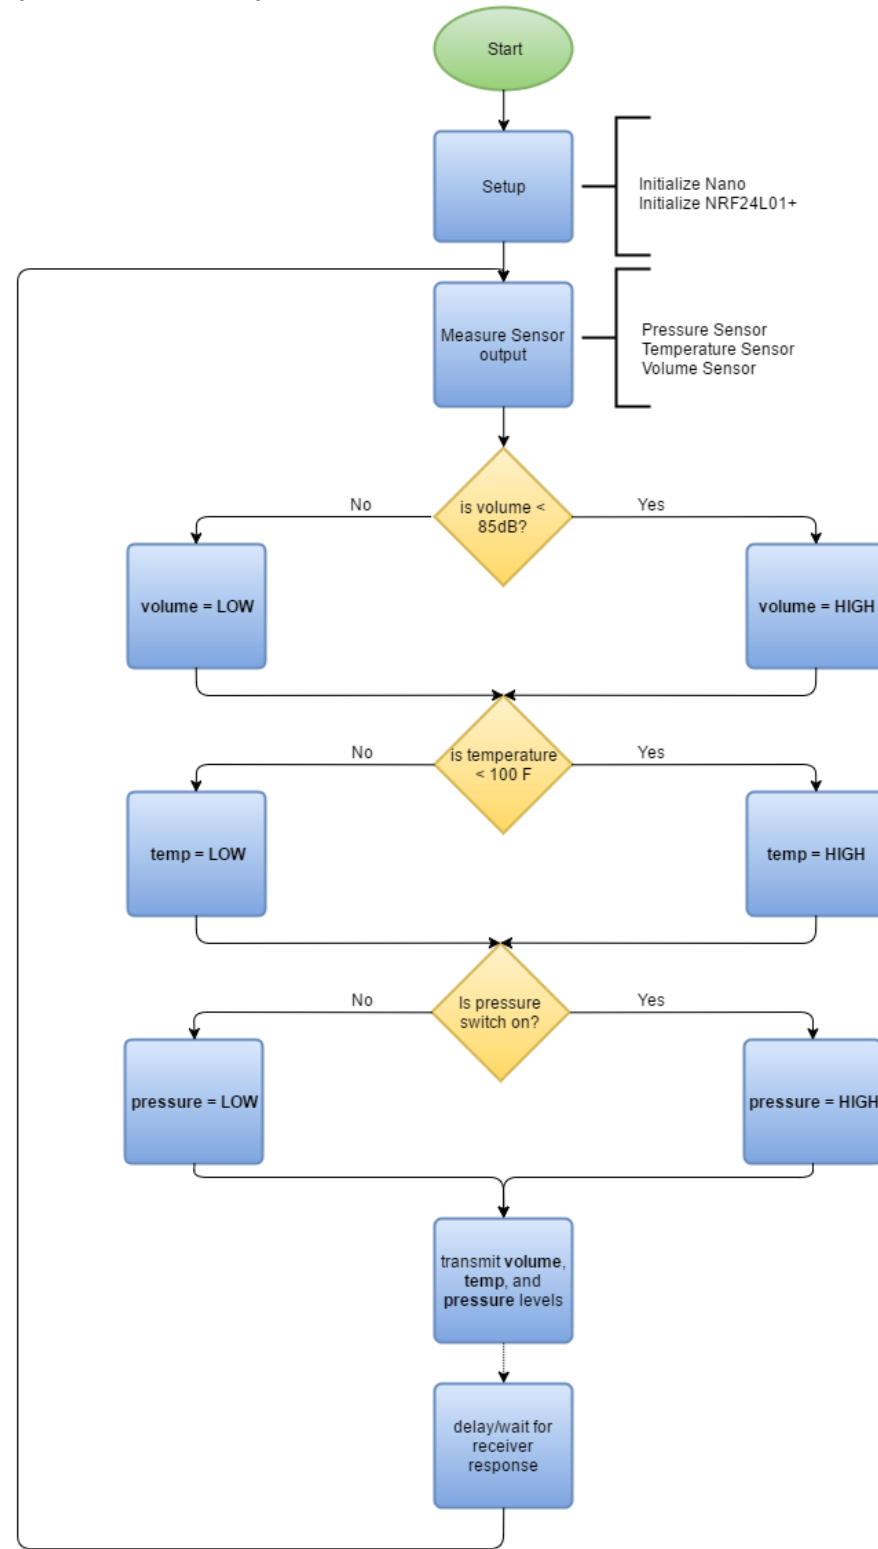 Start
Setup
Initialize Nano
Initialize NRF24L01+
Measure Sensor
output
Pressure Sensor
Temperature Sensor
Volume Sensor
is volume <
85dB?
No
Yes
volume = LOW
volume = HIGH
is temperature
< 100 F
No
Yes
temp = LOW
temp = HIGH
Is pressure
switch on?
No
Yes
pressure = LOW
pressure = HIGH
transmit volume,
temp, and
pressure levels
delay/wait for
receiver
response